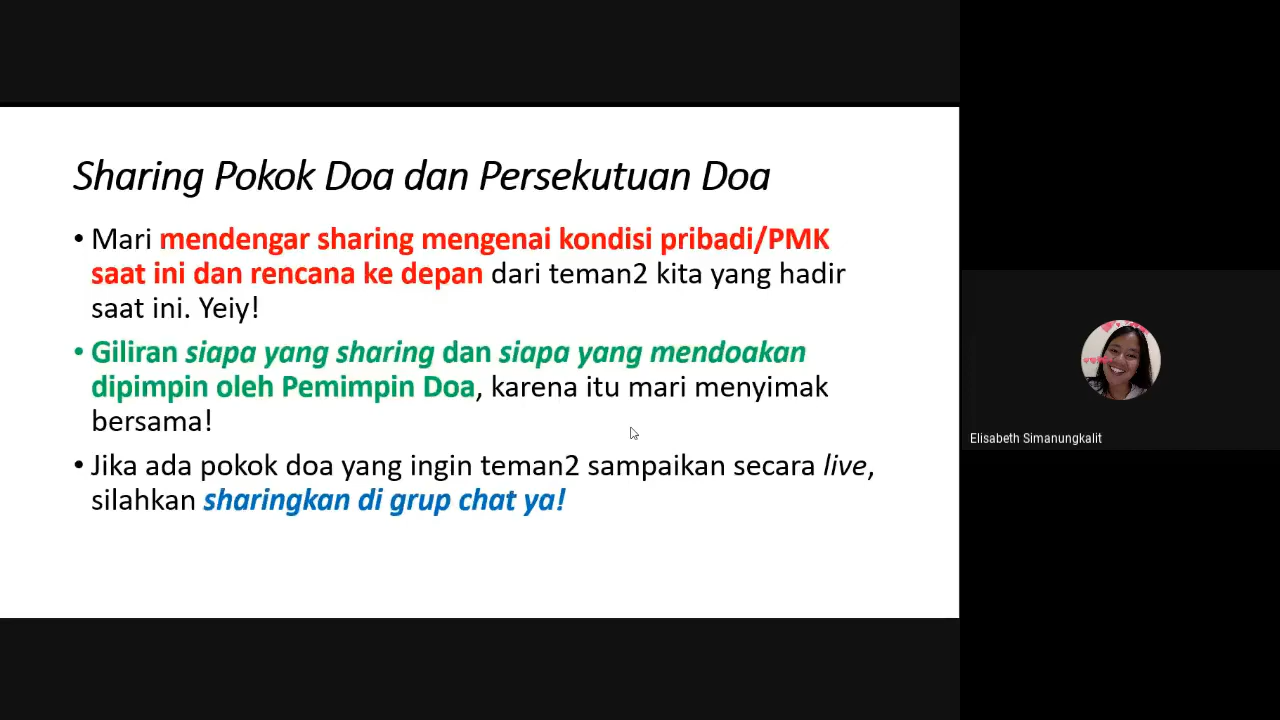 Sharing Pokok Doa dan Persekutuan Doa
• Mari mendengar sharing mengenai kondisi pribadi/PMK
saat ini dan rencana ke depan dari teman2 kita yang hadir
saat ini. Yeiy!
• Giliran siapa yang sharing dan siapa yang mendoakan
dipimpin oleh Pemimpin Doa, karena itu mari menyimak
bersama!
• Jika ada pokok doa yang ingin teman2 sampaikan secara live,
silahkan sharingkan di grup chat ya!
Elisabeth Simanungkalit